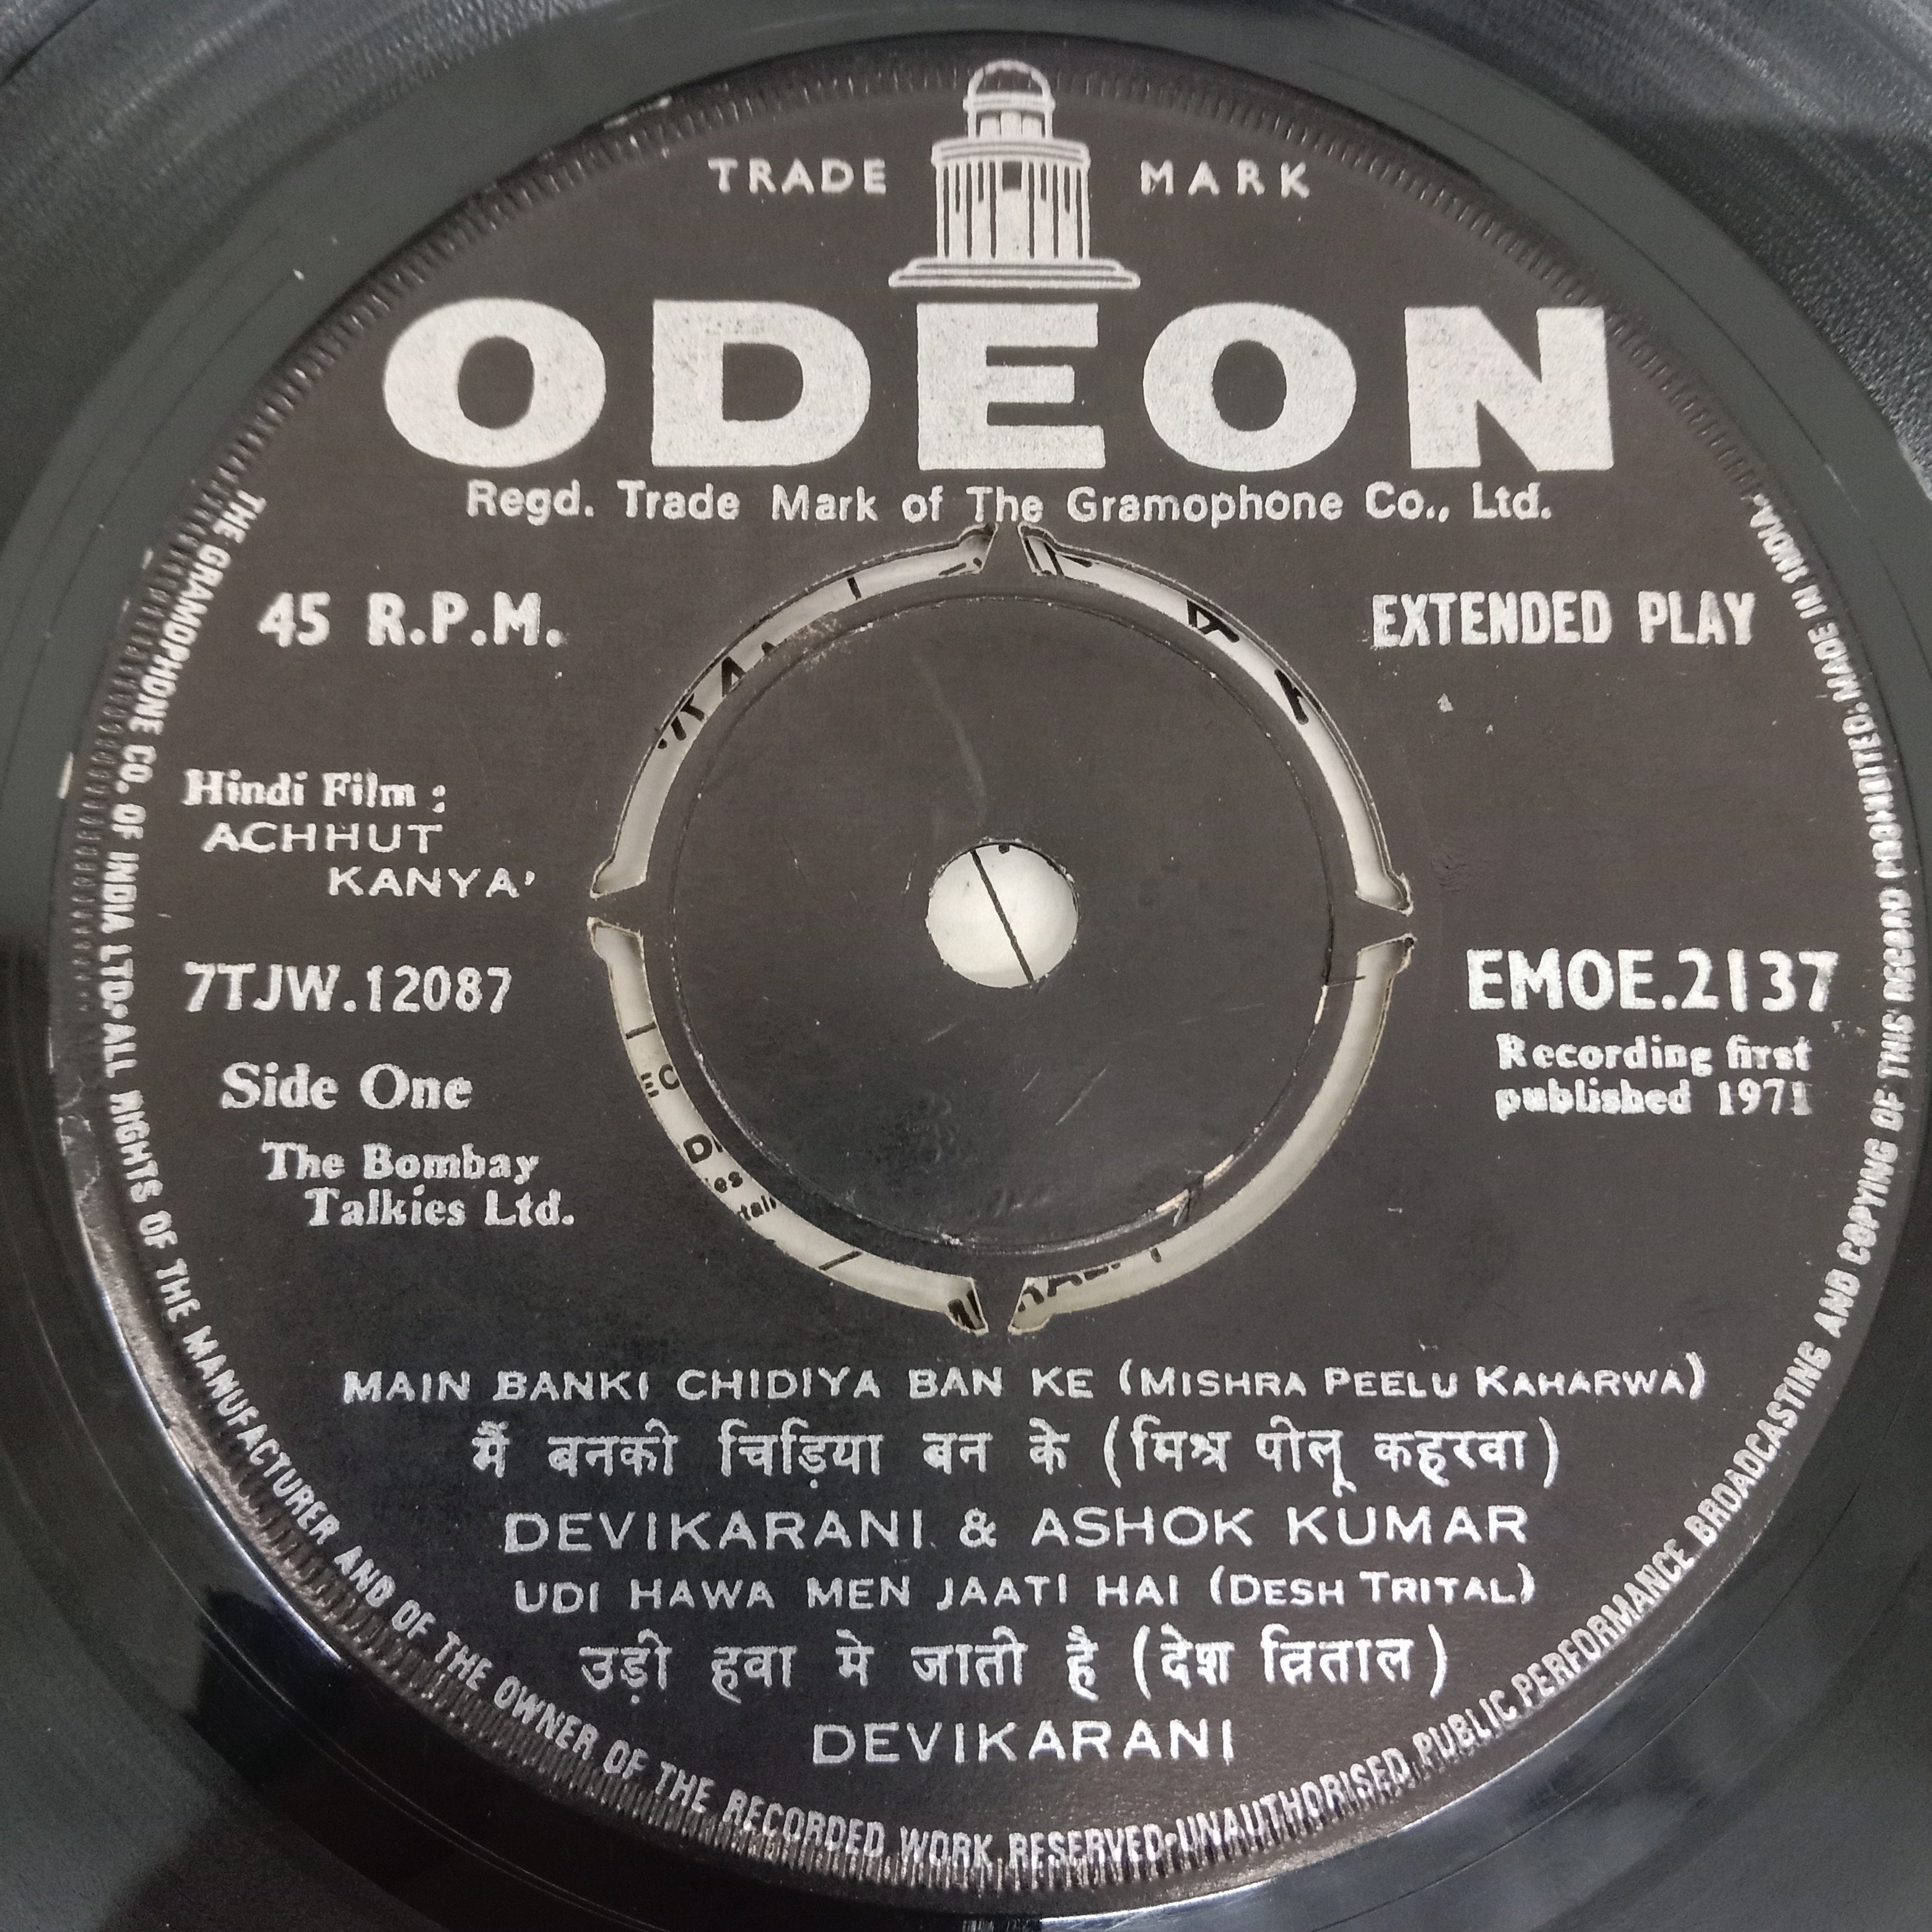 TRADE MARK
ODEON
Regd. Trade Mark of The Gramophone Co., Ltd.
45 R.P.M.
EXTENDED PLAY
Hindi Film :
ACHHUT
KANYA'
7TJW.12087
EMOE.2137
Recording first
published 1971
Side One
The Bombay
Talkies Ltd.
MAIN BANKI CHIDIYA BAN KE (MISHRA PEELU KAHARWA)
मैं बनकी चिड़िया बन के (मिश्र पीलू कहरवा)
DEVIKARANI & ASHOK KUMAR
UDI HAWA MEN JAATI HAI (DESH TRITAL)
उड़ी हवा मे जाती है (देश त्रिताल)
DEVIKARANI
THE GRAMOPHONE CO. OF INDIA LTD. ALL RIGHTS OF THE MANUFACTURER AND OF THE OWNER OF THE RECORDED WORK RESERVED. UNAUTHORISED PUBLIC PERFORMANCE BROADCASTING AND COPYING OF THIS RECORD PROHIBITED. MADE IN INDIA.